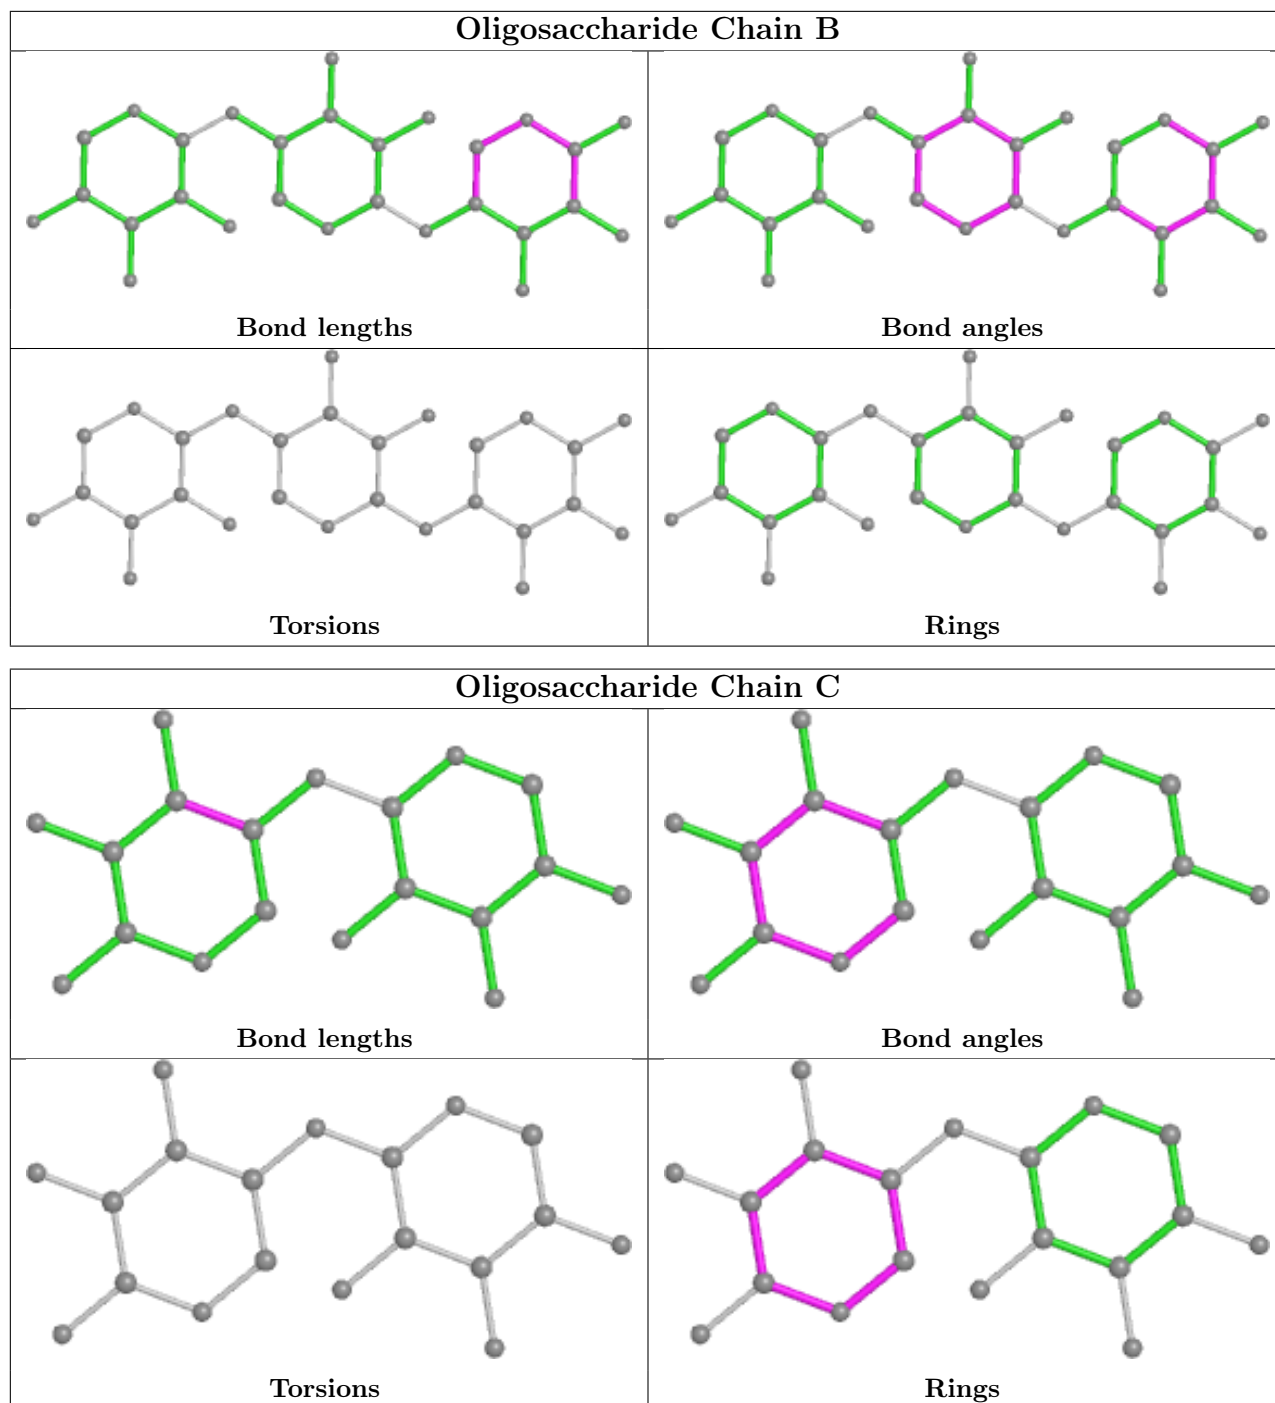 Oligosaccharide Chain B
Bond lengths
Bond angles
Torsions
Rings
Oligosaccharide Chain C
Bond lengths
Bond angles
Torsions
Rings